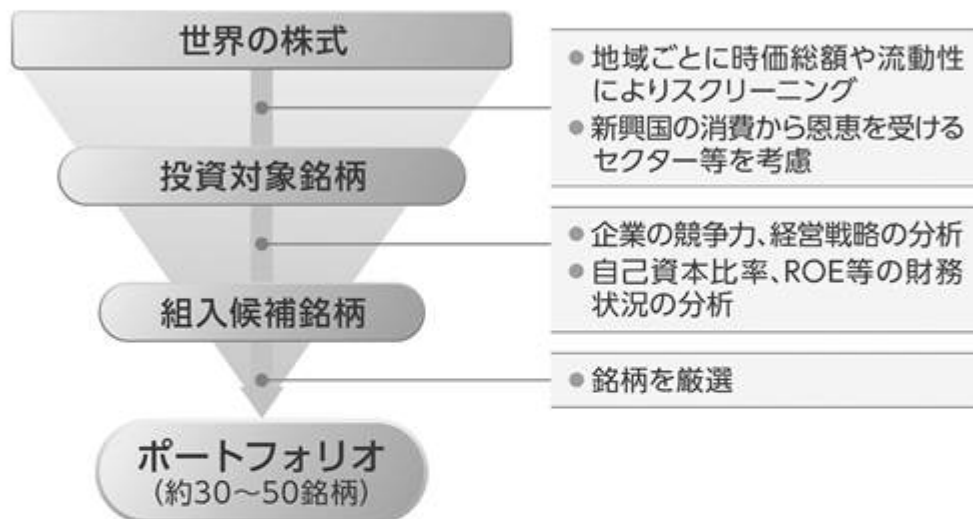 世界の株式
● 地域ごとに時価総額や流動性
によりスクリーニング
● 新興国の消費から恩恵を受ける
セクター等を考慮
投資対象銘柄
● 企業の競争力、経営戦略の分析
● 自己資本比率、ROE等の財務
状況の分析
組入候補銘柄
● 銘柄を厳選
ポートフォリオ
(約30～50銘柄)